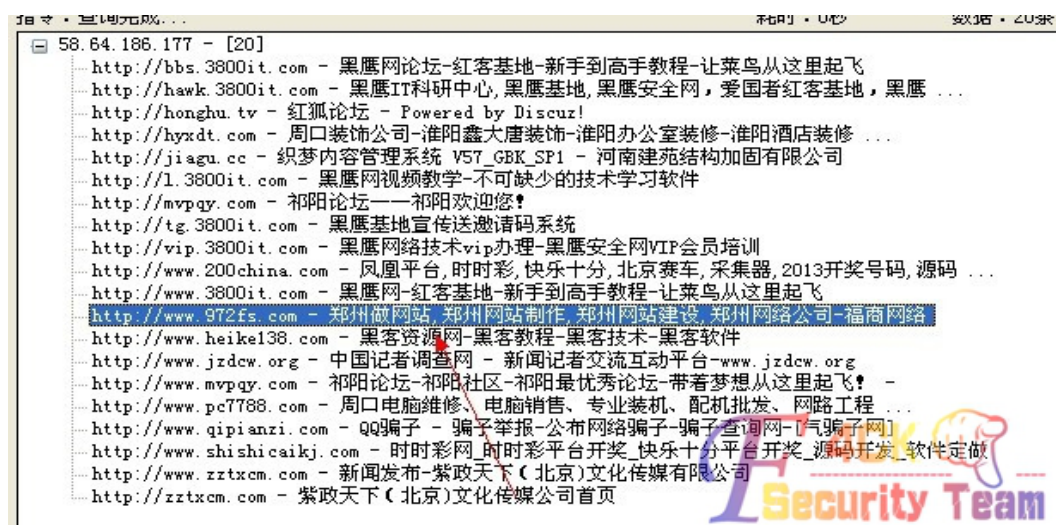 指令：查询完成... 耗时：0秒 数据：20条
58.64.186.177 - [20]
http://bbs.3800it.com - 黑鹰网论坛-红客基地-新手到高手教程-让菜鸟从这里起飞
http://hawk.3800it.com - 黑鹰IT科研中心,黑鹰基地,黑鹰安全网，爱国者红客基地，黑鹰 ...
http://honghu.tv - 红狐论坛 - Powered by Discuz!
http://hyxdt.com - 周口装饰公司-淮阳鑫大唐装饰-淮阳办公室装修-淮阳酒店装修 ...
http://jiagu.cc - 织梦内容管理系统 V57_GBK_SP1 - 河南建苑结构加固有限公司
http://l.3800it.com - 黑鹰网视频教学-不可缺少的技术学习软件
http://mvpqy.com - 祁阳论坛——祁阳欢迎您!
http://tg.3800it.com - 黑鹰基地宣传送邀请码系统
http://vip.3800it.com - 黑鹰网络技术vip办理-黑鹰安全网VIP会员培训
http://www.200china.com - 凤凰平台,时时彩,快乐十分,北京赛车,采集器,2013开奖号码,源码 ...
http://www.3800it.com - 黑鹰网-红客基地-新手到高手教程-让菜鸟从这里起飞
http://www.972fs.com - 郑州做网站,郑州网站制作,郑州网站建设,郑州网络公司-福商网络
http://www.heike138.com - 黑客资源网-黑客教程-黑客技术-黑客软件
http://www.jzdcw.org - 中国记者调查网 - 新闻记者交流互动平台-www.jzdcw.org
http://www.mvpqy.com - 祁阳论坛-祁阳社区-祁阳最优秀论坛-带着梦想从这里起飞! -
http://www.pc7788.com - 周口电脑维修、电脑销售、专业装机、配机批发、网路工程 ...
http://www.qipianzi.com - QQ骗子 - 骗子举报-公布网络骗子-骗子查询网-[气骗子网]
http://www.shishicaikj.com - 时时彩网_时时彩平台开奖_快乐十分平台开奖_源码开发_软件定做
http://www.zztxcm.com - 新闻发布-紫政天下(北京)文化传媒有限公司
http://zztxcm.com - 紫政天下(北京)文化传媒公司首页
F4CK
Security Team